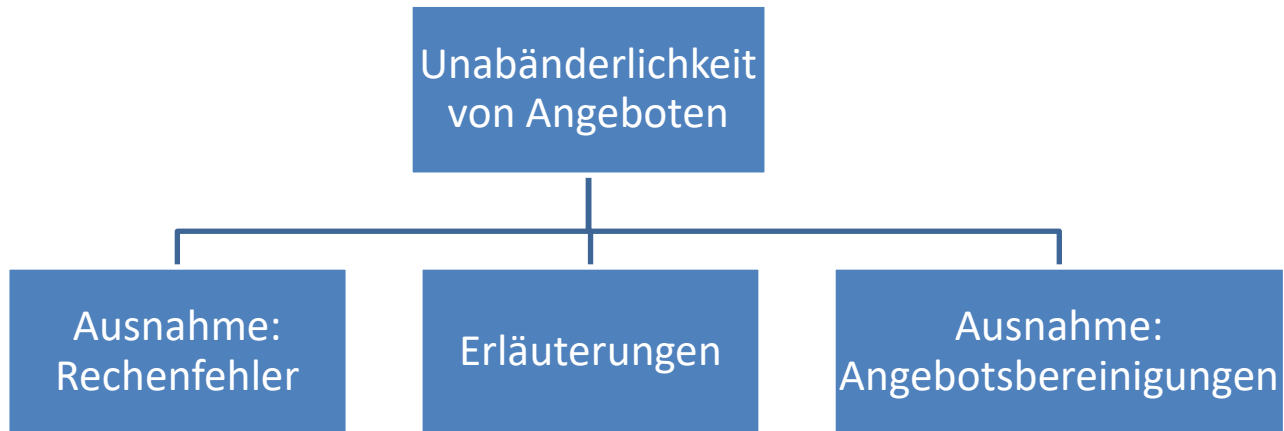 Unabänderlichkeit
von Angeboten
Ausnahme:
Rechenfehler
Erläuterungen
Ausnahme:
Angebotsbereinigungen